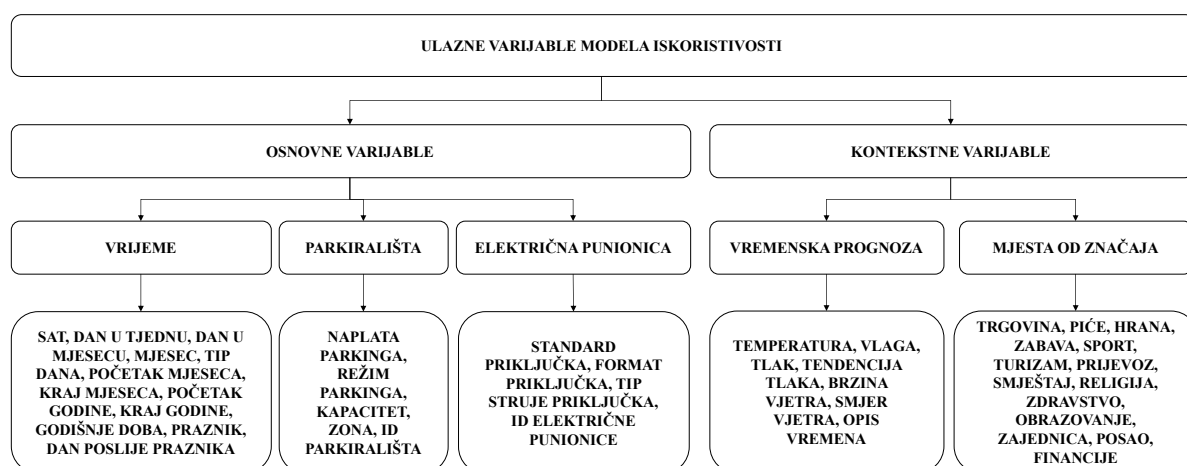 ULAZNE VARIJABLE MODELA ISKORISTIVOSTI
OSNOVNE VARIJABLE
KONTEKSTNE VARIJABLE
VRIJEME
PARKIRALIŠTA
ELEKTRIČNA PUNIONICA
VREMENSKA PROGNOZA
MJESTA OD ZNAČAJA
SAT, DAN U TJEDNU, DAN U
MJESECU, MJESEC, TIP
DANA, POČETAK MJESECA,
KRAJ MJESECA, POČETAK
GODINE, KRAJ GODINE,
GODIŠNJE DOBA, PRAZNIK,
DAN POSLIJE PRAZNIKA
NAPLATA
PARKINGA,
REŽIM
PARKINGA,
KAPACITET,
ZONA, ID
PARKIRALIŠTA
STANDARD
PRIKLJUČKA, FORMAT
PRIKLJUČKA, TIP
STRUJE PRIKLJUČKA,
ID ELEKTRIČNE
PUNIONICE
TEMPERATURA, VLAGA,
TLAK, TENDENCIJA
TLAKA, BRZINA
VJETRA, SMJER
VJETRA, OPIS
VREMENA
TRGOVINA, PIĆE, HRANA,
ZABAVA, SPORT,
TURIZAM, PRIJEVOZ,
SMJEŠTAJ, RELIGIJA,
ZDRAVSTVO,
OBRAZOVANJE,
ZAJEDNICA, POSAO,
FINANCIJE